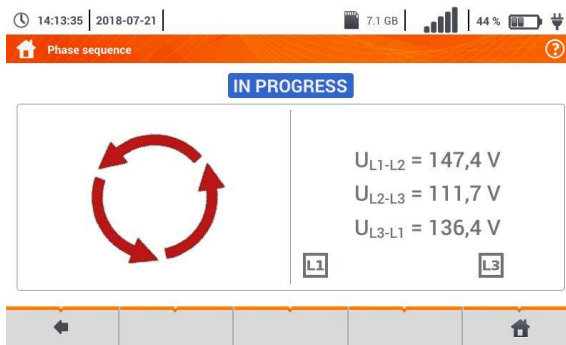 14:13:35 2018-07-21 7.1 GB 44 %
Phase sequence ?
IN PROGRESS
UL1-L2 = 147,4 V
UL2-L3 = 111,7 V
UL3-L1 = 136,4 V
L1 L3